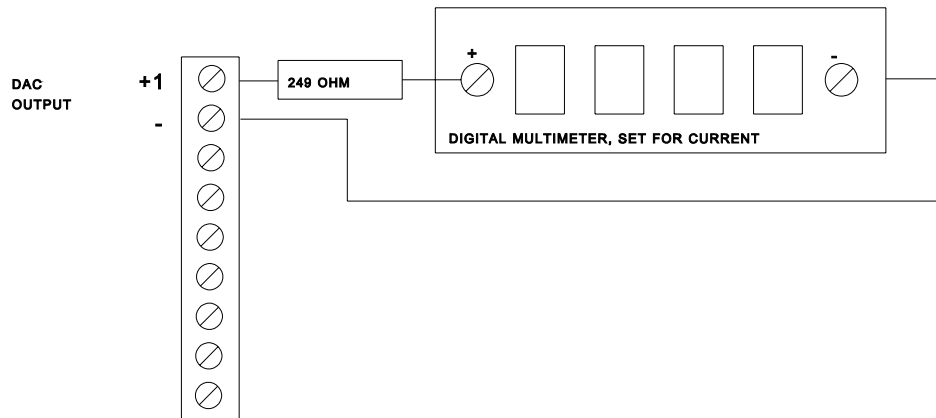 DAC
OUTPUT
+1
-
249 OHM
+
-
DIGITAL MULTIMETER, SET FOR CURRENT